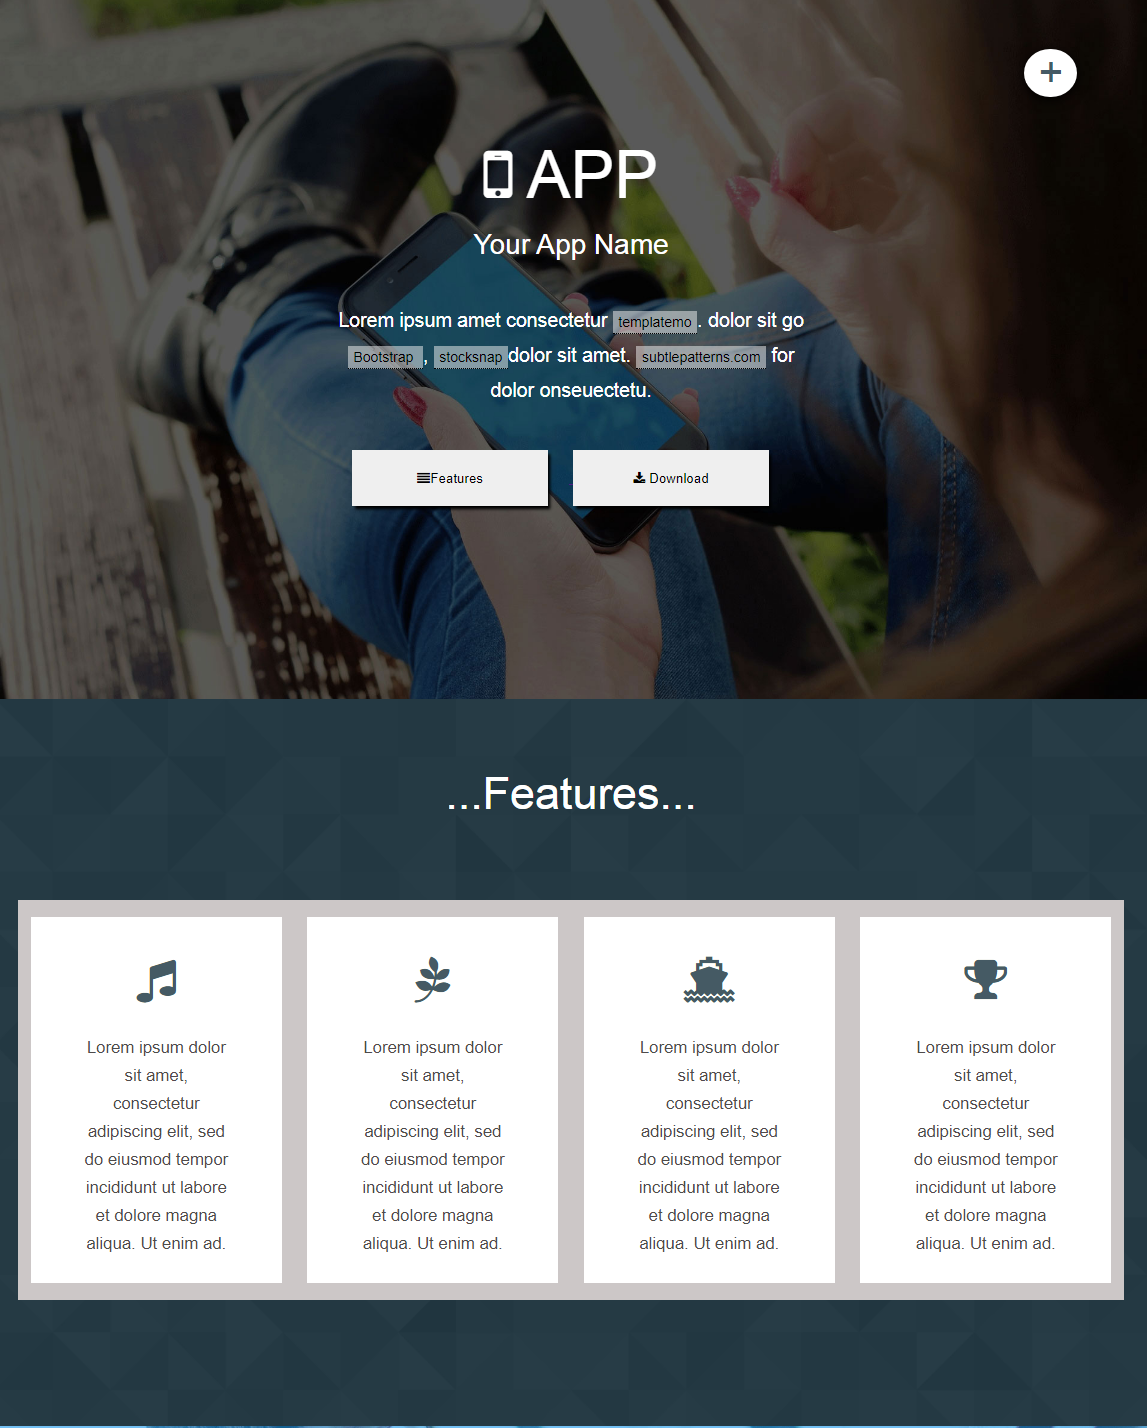 APP
Your App Name
Lorem ipsum amet consectetur templatemo. dolor sit go
Bootstrap , stocksnap dolor sit amet. subtlepatterns.com for
dolor onseuectetu.
Features
Download
...Features...
Lorem ipsum dolor
sit amet,
consectetur
adipiscing elit, sed
do eiusmod tempor
incididunt ut labore
et dolore magna
aliqua. Ut enim ad.
Lorem ipsum dolor
sit amet,
consectetur
adipiscing elit, sed
do eiusmod tempor
incididunt ut labore
et dolore magna
aliqua. Ut enim ad.
Lorem ipsum dolor
sit amet,
consectetur
adipiscing elit, sed
do eiusmod tempor
incididunt ut labore
et dolore magna
aliqua. Ut enim ad.
Lorem ipsum dolor
sit amet,
consectetur
adipiscing elit, sed
do eiusmod tempor
incididunt ut labore
et dolore magna
aliqua. Ut enim ad.